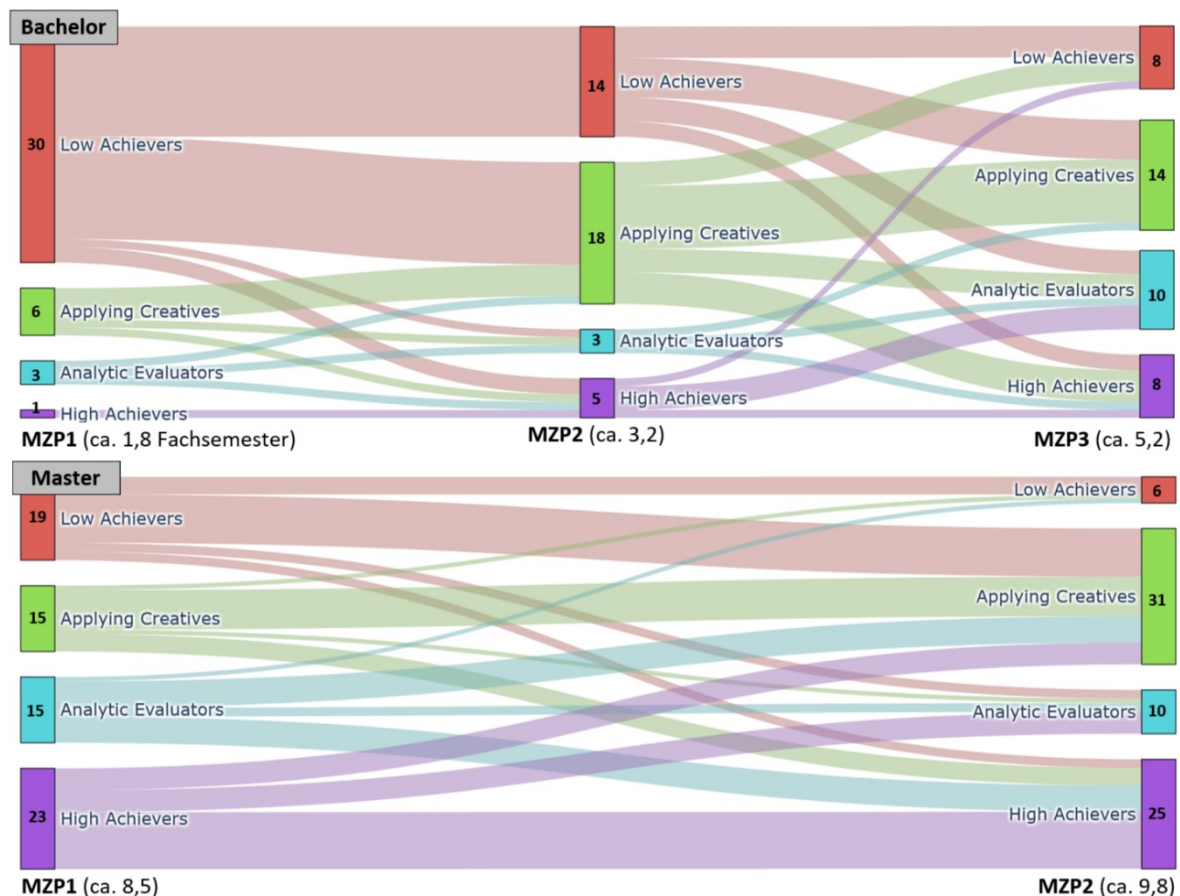 Bachelor
30 Low Achievers
6 Applying Creatives
3 Analytic Evaluators
1 High Achievers
14 Low Achievers
18 Applying Creatives
3 Analytic Evaluators
5 High Achievers
Low Achievers 8
Applying Creatives 14
Analytic Evaluators 10
High Achievers 8
MZP1 (ca. 1,8 Fachsemester)
MZP2 (ca. 3,2)
MZP3 (ca. 5,2)
Master
19 Low Achievers
15 Applying Creatives
15 Analytic Evaluators
23 High Achievers
Low Achievers 6
Applying Creatives 31
Analytic Evaluators 10
High Achievers 25
MZP1 (ca. 8,5)
MZP2 (ca. 9,8)